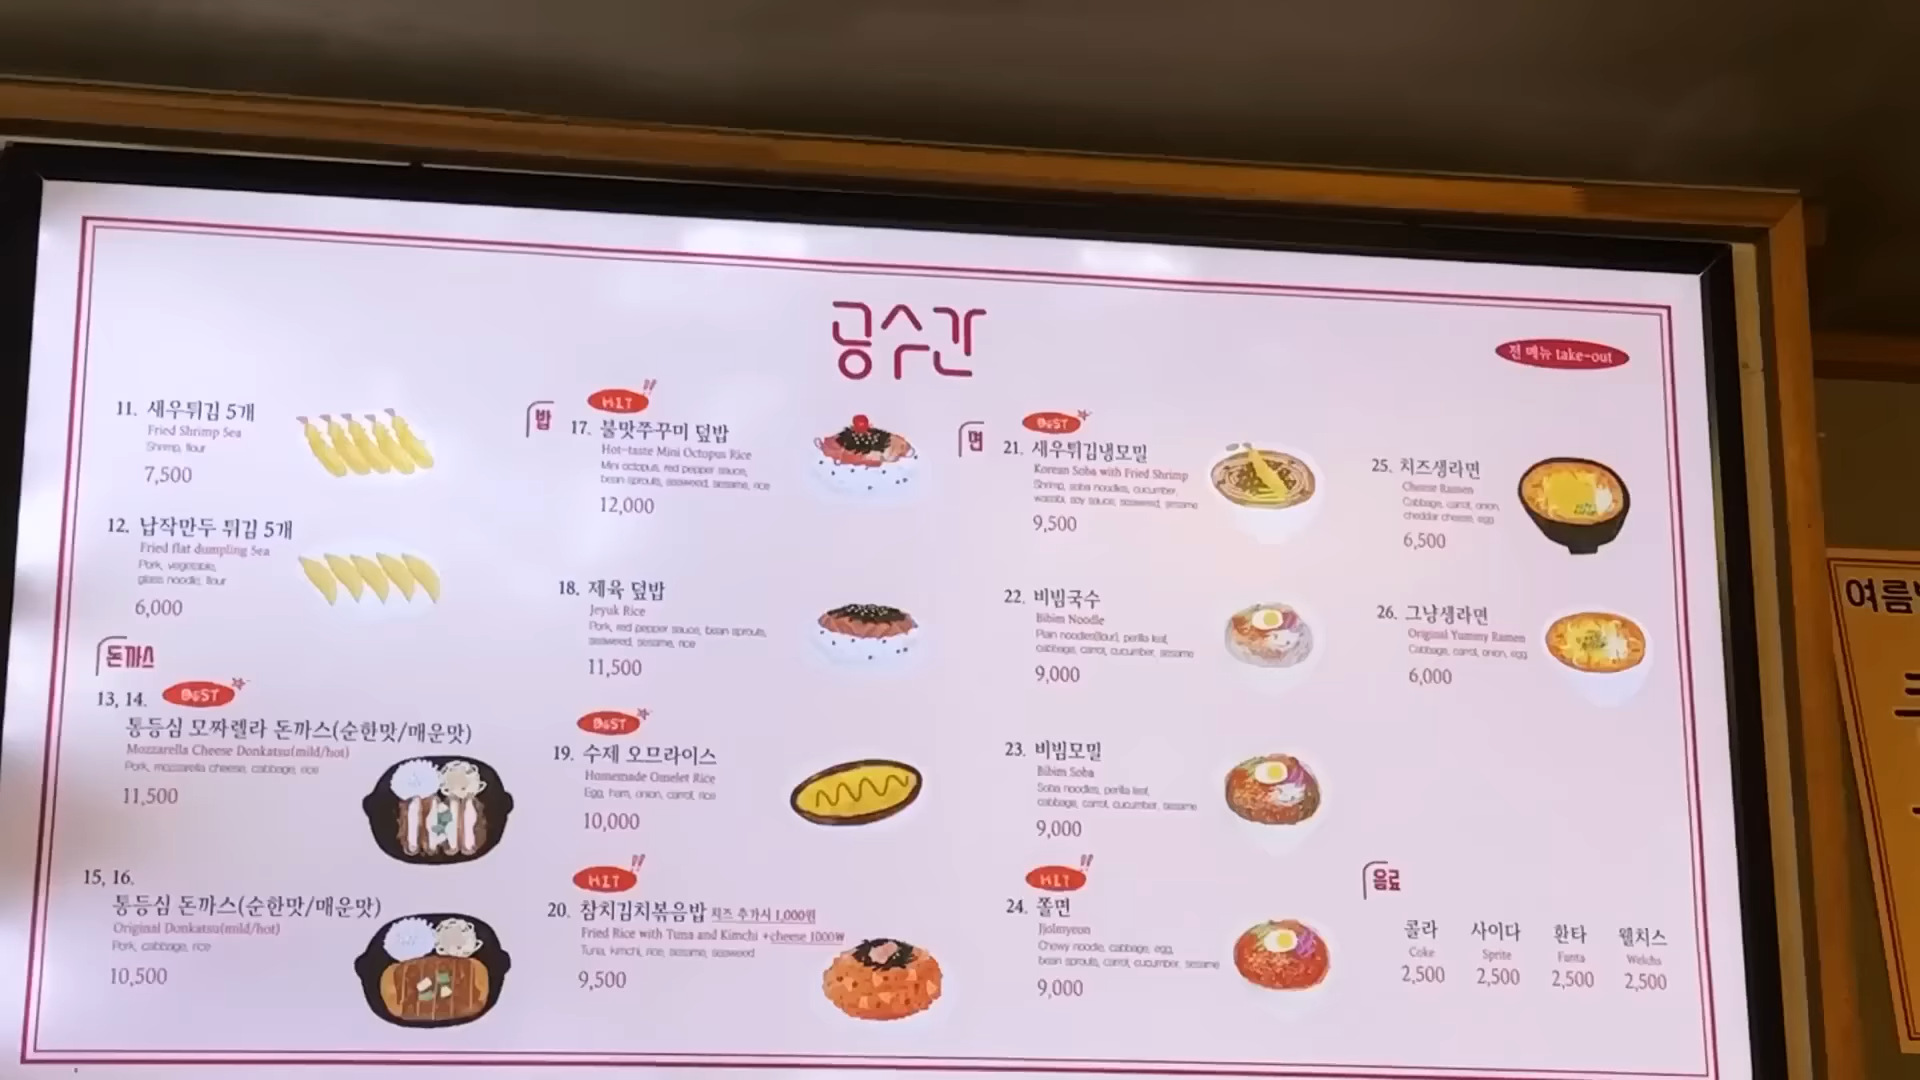 공수간
전 메뉴 take-out
11. 새우튀김 5개
Fried Shrimp 5ea
Shrimp, flour
7,500
12. 납작만두 튀김 5개
Fried flat dumpling 5ea
Pork, vegetable,
glass noodle, flour
6,000
돈까스
13, 14. BEST
통등심 모짜렐라 돈까스(순한맛/매운맛)
Mozzarella Cheese Donkatsu(mild/hot)
Pork, mozzarella cheese, cabbage, rice
11,500
15, 16.
통등심 돈까스(순한맛/매운맛)
Original Donkatsu(mild/hot)
Pork, cabbage, rice
10,500
밥
HIT
17. 불맛쭈꾸미 덮밥
Hot-taste Mini Octopus Rice
Mini octopus, red pepper sauce,
bean sprouts, seaweed, sesame, rice
12,000
18. 제육 덮밥
Jeyuk Rice
Pork, red pepper sauce, bean sprouts,
seaweed, sesame, rice
11,500
BEST
19. 수제 오므라이스
Homemade Omelet Rice
Egg, ham, onion, carrot, rice
10,000
HIT
20. 참치김치볶음밥 치즈 추가시 1,000원
Fried Rice with Tuna and Kimchi +cheese 1000₩
Tuna, kimchi, rice, sesame, seaweed
9,500
면
BEST
21. 새우튀김냉모밀
Korean Soba with Fried Shrimp
Shrimp, soba noodles, cucumber,
wasabi, soy sauce, seaweed, sesame
9,500
22. 비빔국수
Bibim Noodle
Plain noodles(flour), perilla leaf,
cabbage, carrot, cucumber, sesame
9,000
23. 비빔모밀
Bibim Soba
Soba noodles, perilla leaf,
cabbage, carrot, cucumber, sesame
9,000
HIT
24. 쫄면
Jjolmyeon
Chewy noodle, cabbage, egg,
bean sprouts, carrot, cucumber, sesame
9,000
25. 치즈생라면
Cheese Ramen
Cabbage, carrot, onion,
cheddar cheese, egg
6,500
26. 그냥생라면
Original Yummy Ramen
Cabbage, carrot, onion, egg
6,000
음료
콜라 사이다 환타 웰치스
Coke Sprite Fanta Welchs
2,500 2,500 2,500 2,500
여름